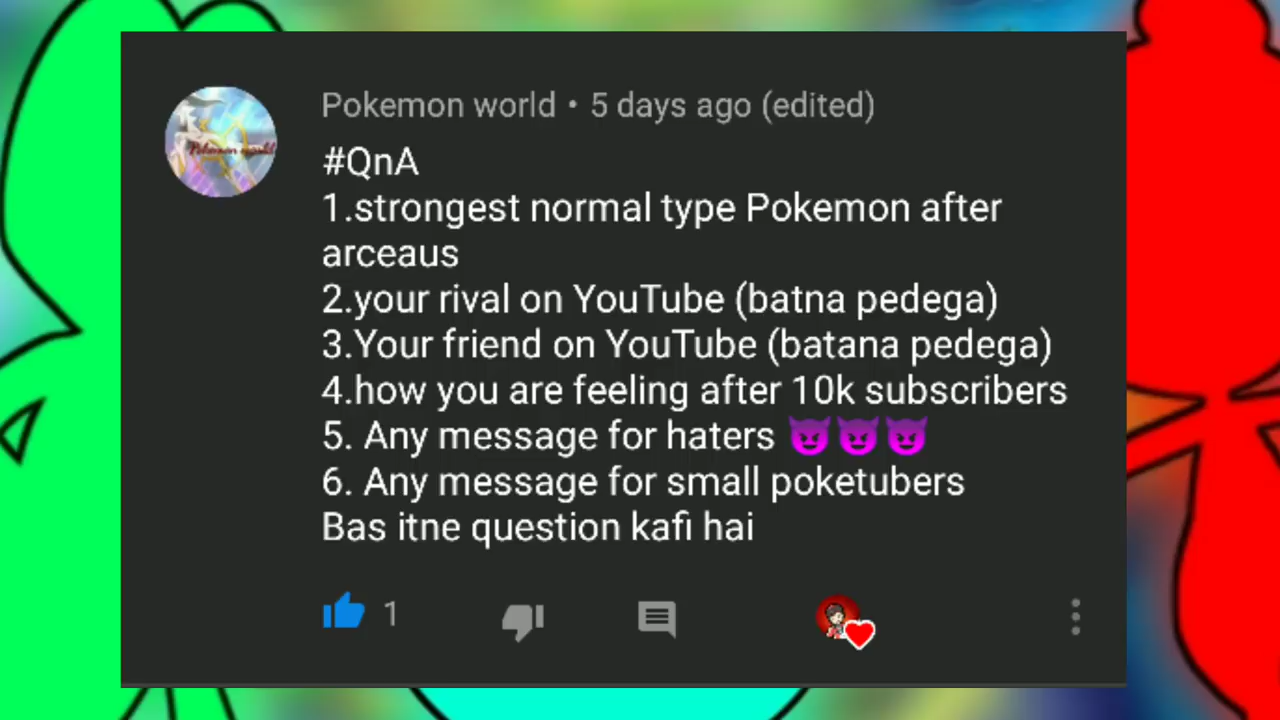 Pokemon world • 5 days ago (edited)
#QnA
1.strongest normal type Pokemon after
arceaus
2.your rival on YouTube (batna pedega)
3.Your friend on YouTube (batana pedega)
4.how you are feeling after 10k subscribers
5. Any message for haters 😈😈😈
6. Any message for small poketubers
Bas itne question kafi hai
1
Pokemon world